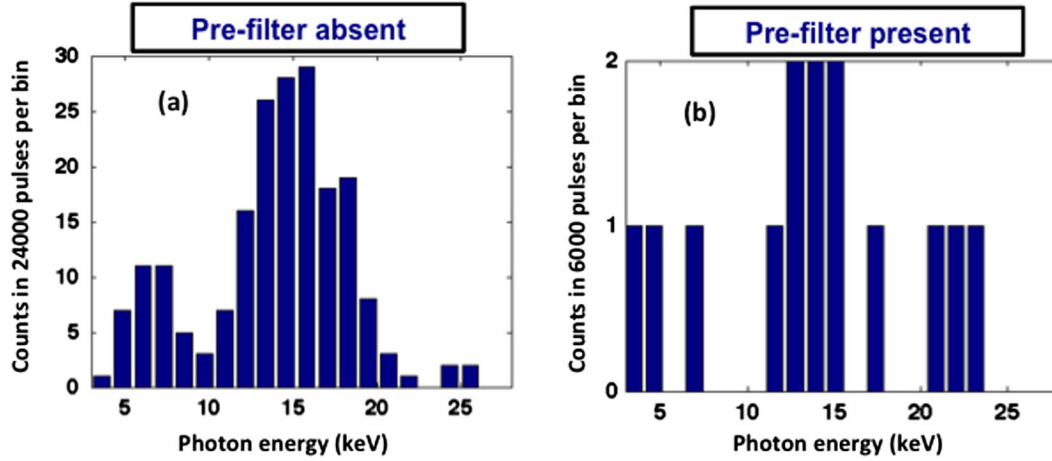 Pre-filter absent
Pre-filter present
(a)
(b)
Counts in 24000 pulses per bin
30
25
20
15
10
5
0
5 10 15 20 25
Photon energy (keV)
Counts in 6000 pulses per bin
2
1
0
5 10 15 20 25
Photon energy (keV)